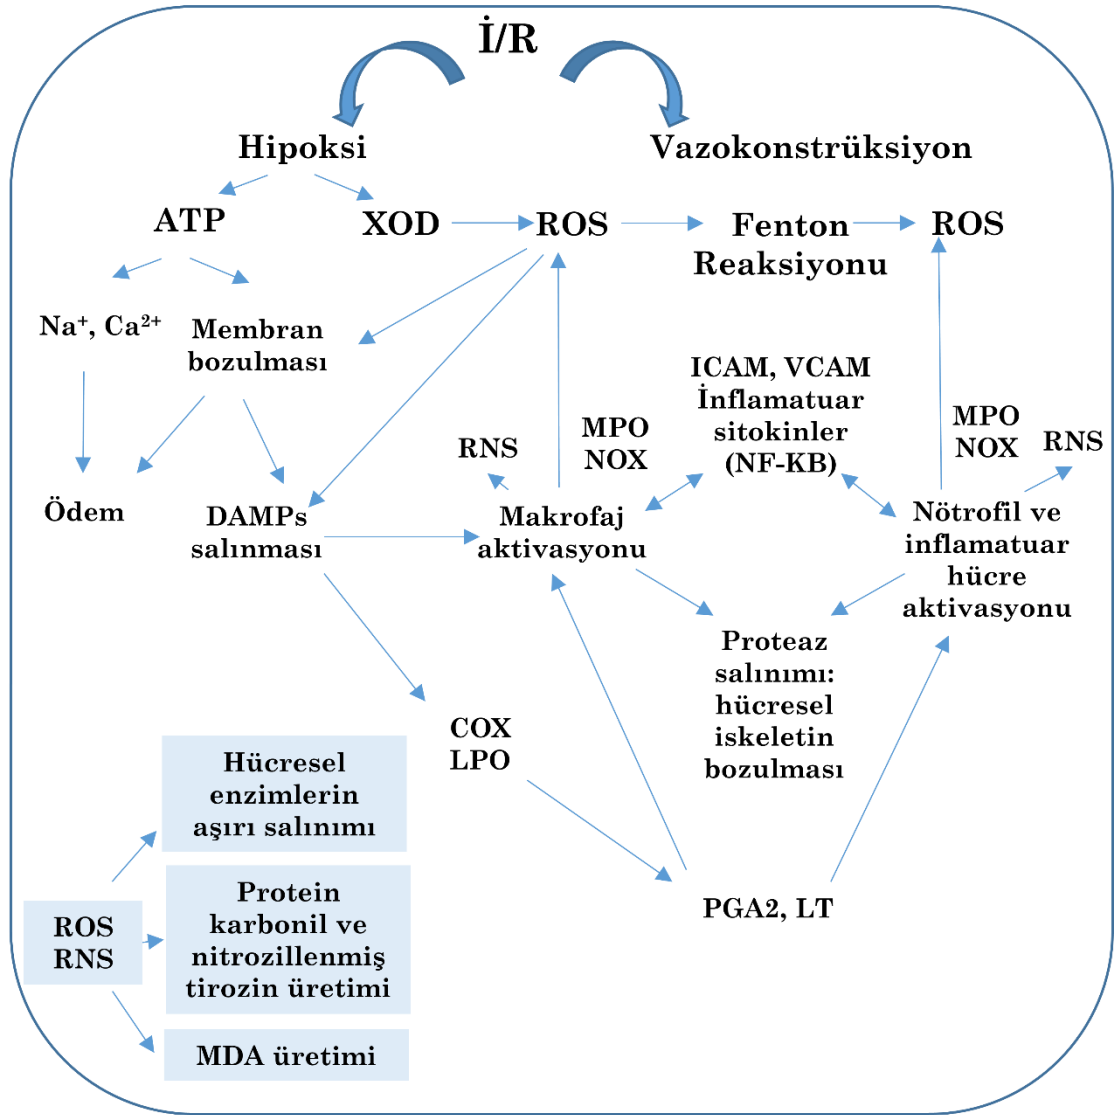 İ/R
Hipoksi
Vazokonstrüksiyon
ATP
XOD
ROS
Fenton
Reaksiyonu
ROS
Na⁺, Ca²⁺
Membran
bozulması
ICAM, VCAM
İnflamatuar
sitokinler
(NF-KB)
RNS
MPO
NOX
MPO
NOX
RNS
Ödem
DAMPs
salınması
Makrofaj
aktivasyonu
Nötrofil ve
inflamatuar
hücre
aktivasyonu
Proteaz
salınımı:
hücresel
iskeletin
bozulması
COX
LPO
PGA2, LT
Hücresel
enzimlerin
aşırı salınımı
ROS
RNS
Protein
karbonil ve
nitrozillenmiş
tirozin üretimi
MDA üretimi